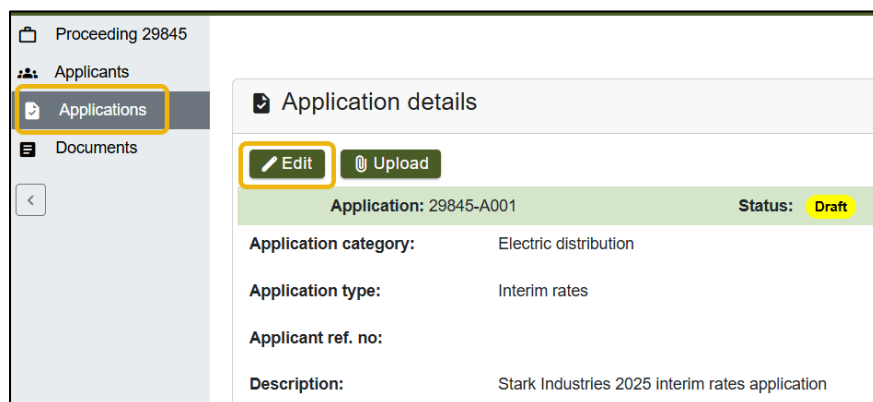 Proceeding 29845
Applicants
Applications
Documents
Application details
Edit Upload
Application: 29845-A001 Status: Draft
Application category: Electric distribution
Application type: Interim rates
Applicant ref. no:
Description: Stark Industries 2025 interim rates application